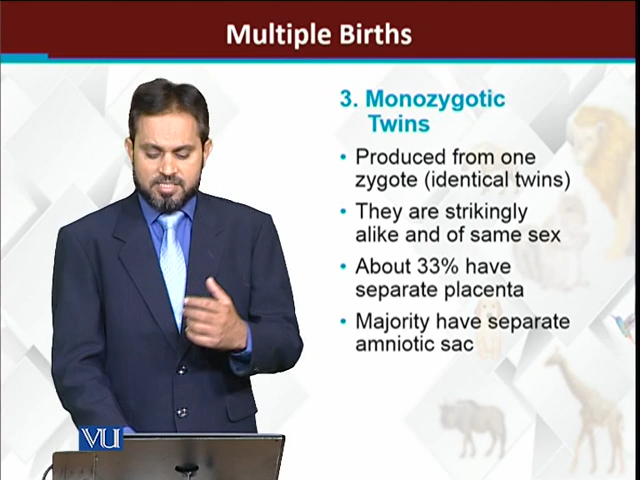 Multiple Births
3. Monozygotic
Twins
• Produced from one
zygote (identical twins)
• They are strikingly
alike and of same sex
• About 33% have
separate placenta
• Majority have separate
amniotic sac
VU